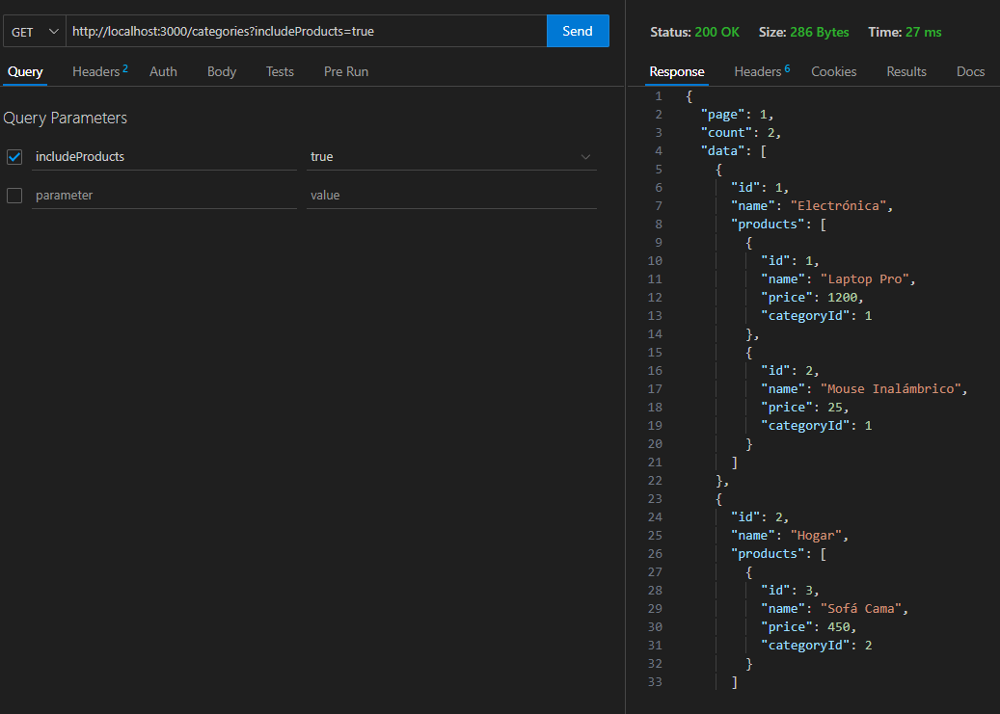 GET http://localhost:3000/categories?includeProducts=true Send
Query Headers 2 Auth Body Tests Pre Run
Query Parameters
includeProducts true
parameter value
Status: 200 OK Size: 286 Bytes Time: 27 ms
Response Headers 6 Cookies Results Docs
1 {
2 "page": 1,
3 "count": 2,
4 "data": [
5 {
6 "id": 1,
7 "name": "Electrónica",
8 "products": [
9 {
10 "id": 1,
11 "name": "Laptop Pro",
12 "price": 1200,
13 "categoryId": 1
14 },
15 {
16 "id": 2,
17 "name": "Mouse Inalámbrico",
18 "price": 25,
19 "categoryId": 1
20 }
21 ]
22 },
23 {
24 "id": 2,
25 "name": "Hogar",
26 "products": [
27 {
28 "id": 3,
29 "name": "Sofá Cama",
30 "price": 450,
31 "categoryId": 2
32 }
33 ]